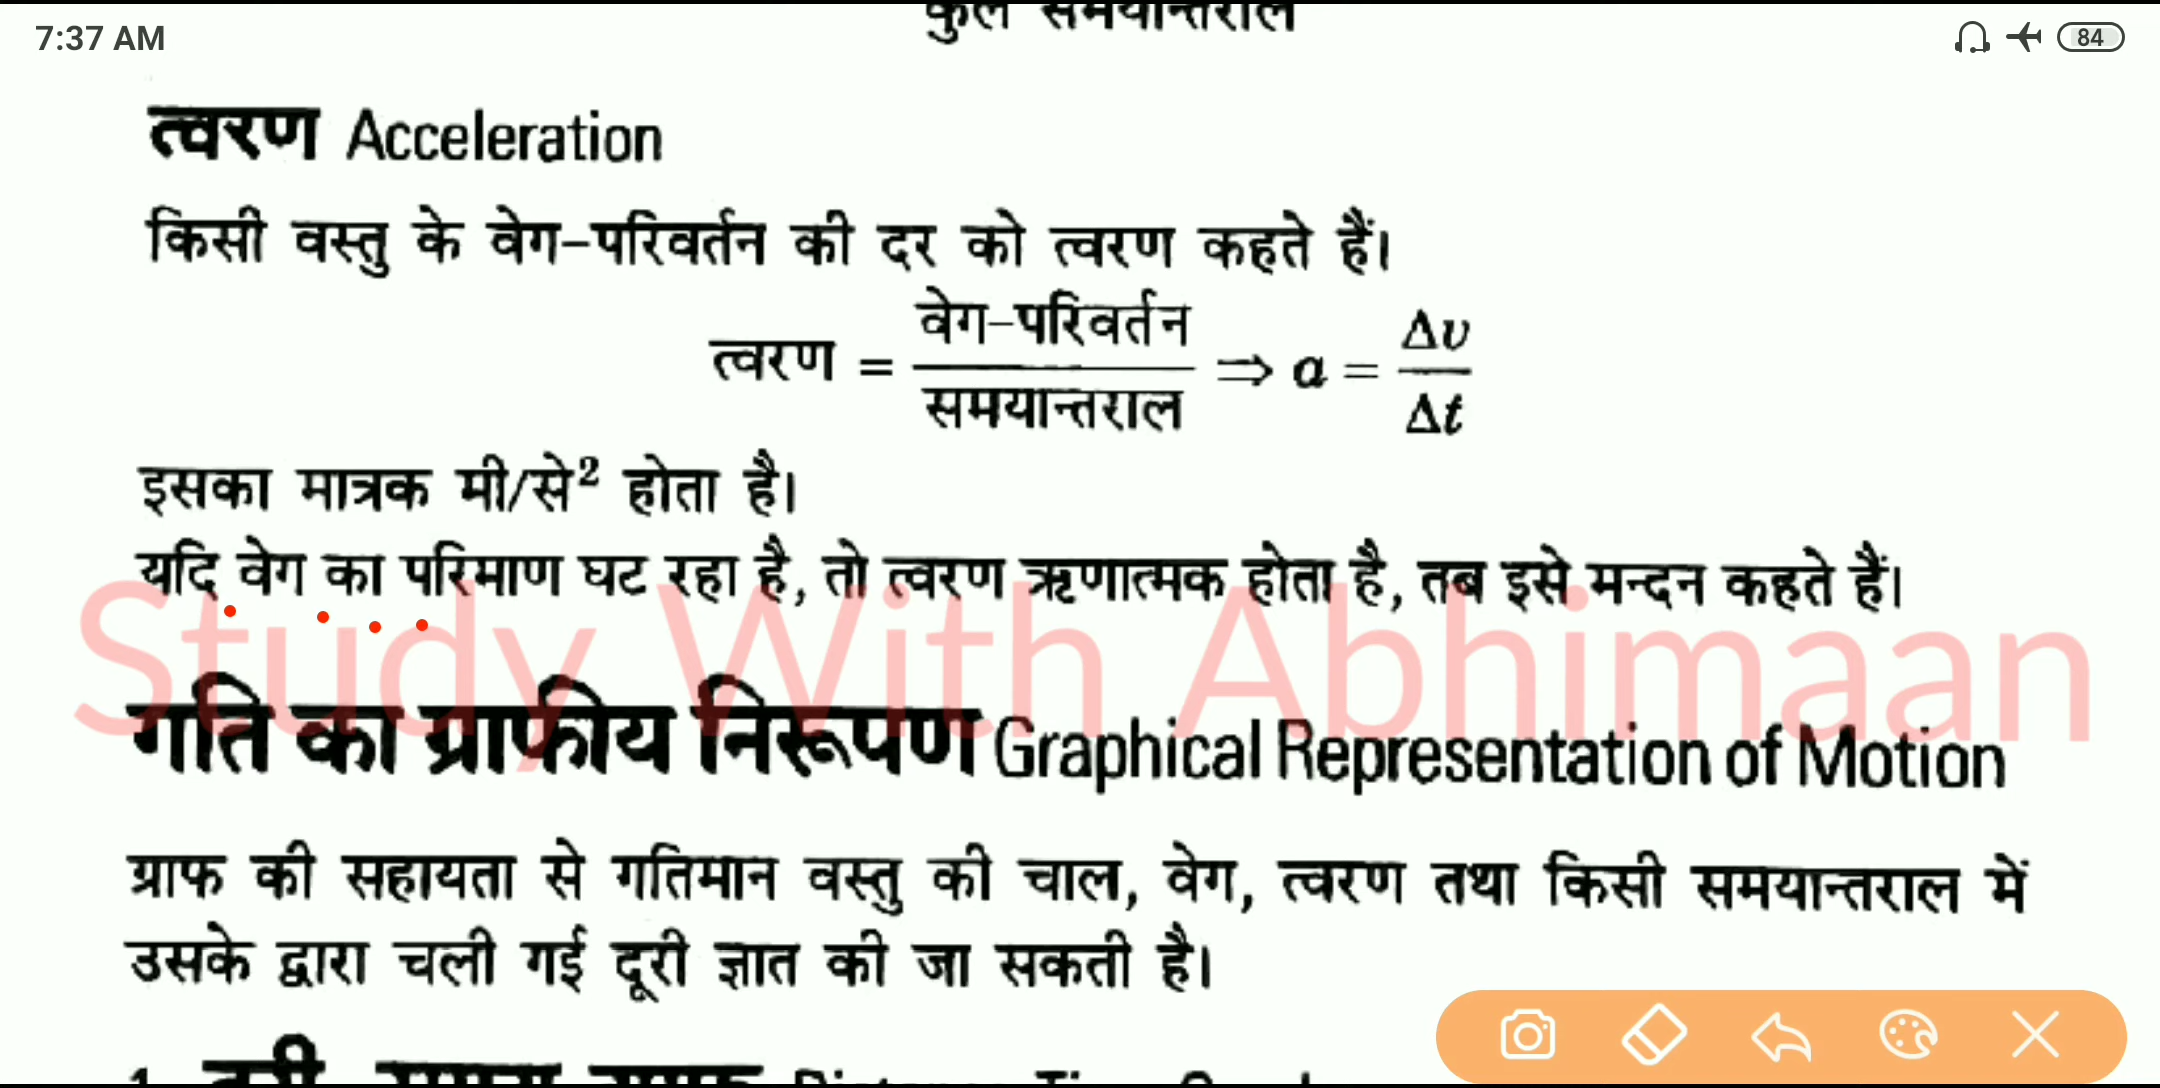 कुल समयान्तराल
7:37 AM
84
त्वरण Acceleration
किसी वस्तु के वेग-परिवर्तन की दर को त्वरण कहते हैं।
त्वरण = वेग-परिवर्तन / समयान्तराल ⇒ a = Δv / Δt
इसका मात्रक मी/से² होता है।
यदि वेग का परिमाण घट रहा है, तो त्वरण ऋणात्मक होता है, तब इसे मन्दन कहते हैं।
Study With Abhimaan
गति का ग्राफीय निरूपण Graphical Representation of Motion
ग्राफ की सहायता से गतिमान वस्तु की चाल, वेग, त्वरण तथा किसी समयान्तराल में
उसके द्वारा चली गई दूरी ज्ञात की जा सकती है।